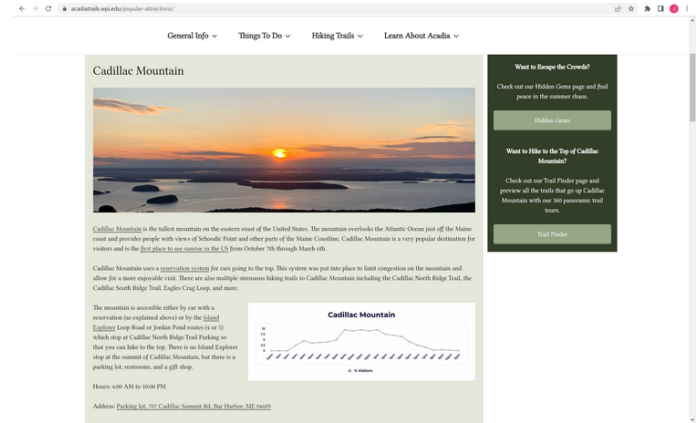 acadiatrails.wpi.edu/popular-attractions/
General Info Things To Do Hiking Trails Learn About Acadia
Cadillac Mountain
Cadillac Mountain is the tallest mountain on the eastern coast of the United States. The mountain overlooks the Atlantic Ocean just off the Maine
coast and provides people with views of Schoodic Point and other parts of the Maine Coastline. Cadillac Mountain is a very popular destination for
visitors and is the first place to see sunrise in the US from October 7th through March 6th.
Cadillac Mountain uses a reservation system for cars going to the top. This system was put into place to limit congestion on the mountain and
allow for a more enjoyable visit. There are also multiple strenuous hiking trails to Cadillac Mountain including the Cadillac North Ridge Trail, the
Cadillac South Ridge Trail, Eagles Crag Loop, and more.
The mountain is accessible either by car with a
reservation (as explained above) or by the Island
Explorer Loop Road or Jordan Pond routes (4 or 5)
which stop at Cadillac North Ridge Trail Parking so
that you can hike to the top. There is no Island Explorer
stop at the summit of Cadillac Mountain, but there is a
parking lot, restrooms, and a gift shop.
Hours: 4:00 AM to 10:00 PM
Address: Parking lot, 707 Cadillac Summit Rd, Bar Harbor, ME 04609
Cadillac Mountain
% Visitors
Want to Escape the Crowds?
Check out our Hidden Gems page and find
peace in the summer chaos.
Hidden Gems
Want to Hike to the Top of Cadillac
Mountain?
Check out our Trail Finder page and
preview all the trails that go up Cadillac
Mountain with our 360 panoramic trail
tours.
Trail Finder